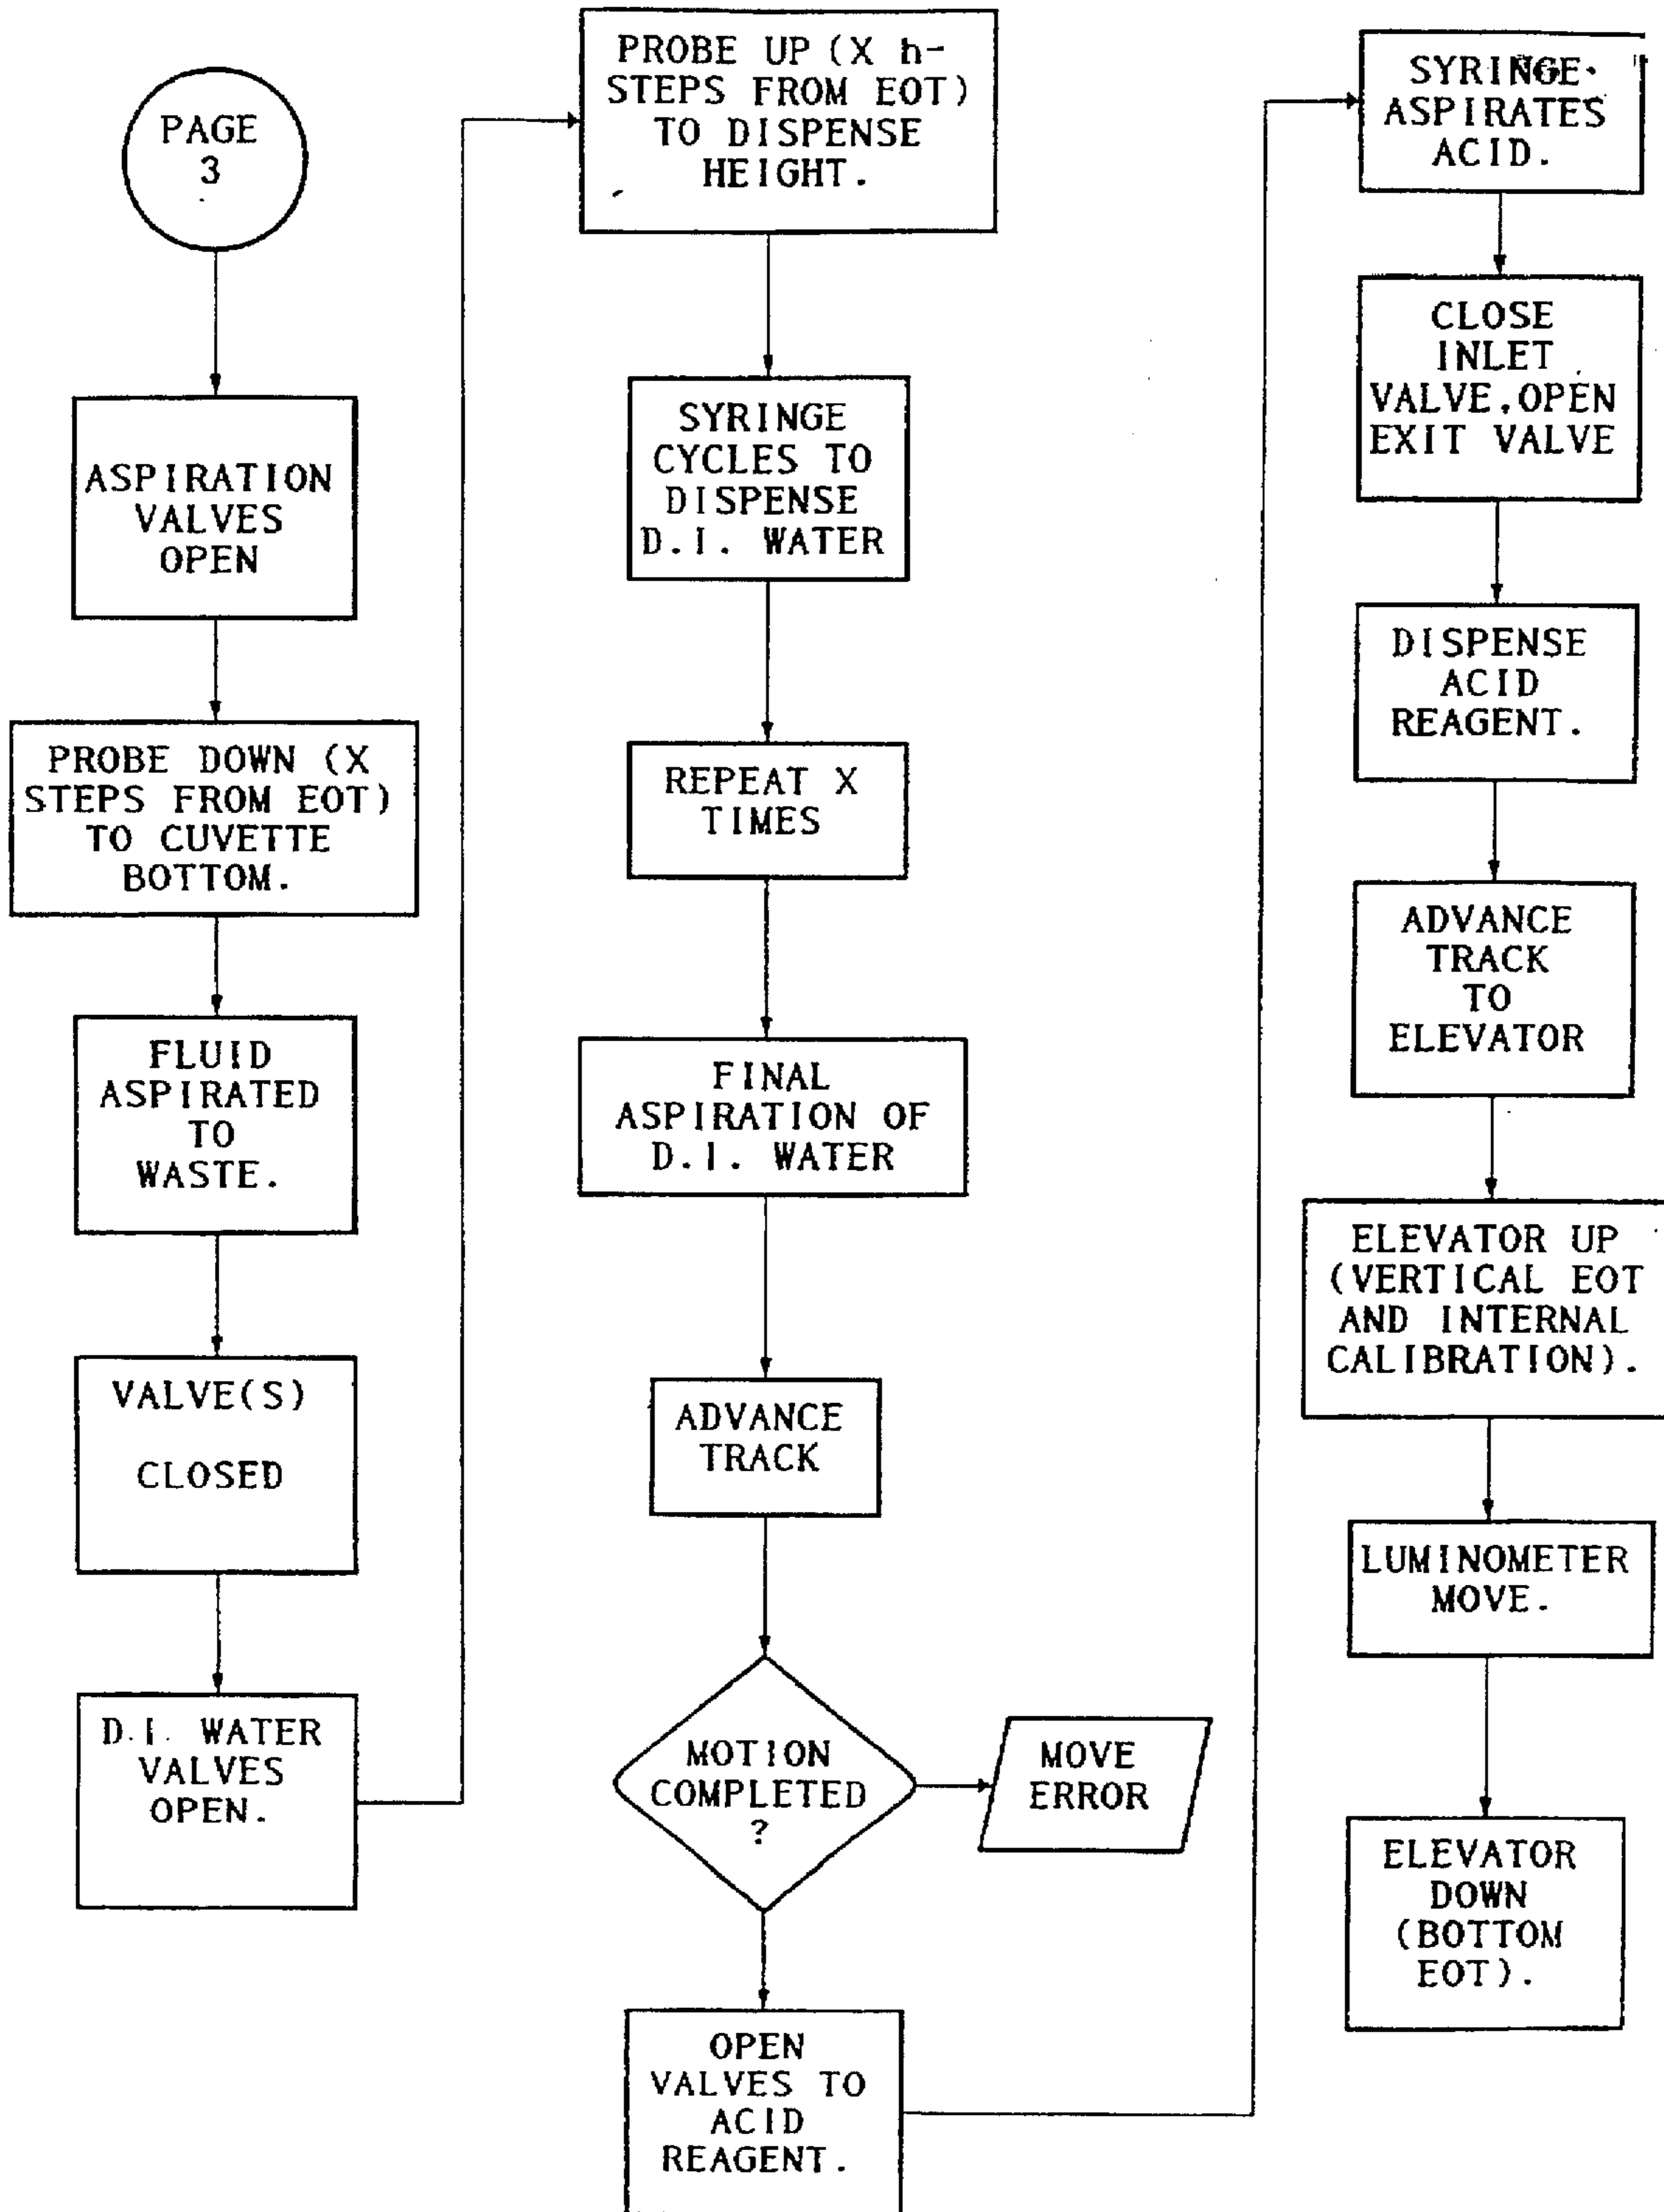 PAGE
3
ASPIRATION
VALVES
OPEN
PROBE DOWN (X
STEPS FROM EOT)
TO CUVETTE
BOTTOM.
FLUID
ASPIRATED
TO
WASTE.
VALVE(S)
CLOSED
D.I. WATER
VALVES
OPEN.
PROBE UP (X h-
STEPS FROM EOT)
TO DISPENSE
HEIGHT.
SYRINGE
CYCLES TO
DISPENSE
D.I. WATER
REPEAT X
TIMES
FINAL
ASPIRATION OF
D.I. WATER
ADVANCE
TRACK
MOTION
COMPLETED
?
MOVE
ERROR
OPEN
VALVES TO
ACID
REAGENT.
SYRINGE
ASPIRATES
ACID.
CLOSE
INLET
VALVE,OPEN
EXIT VALVE
DISPENSE
ACID
REAGENT.
ADVANCE
TRACK
TO
ELEVATOR
ELEVATOR UP
(VERTICAL EOT
AND INTERNAL
CALIBRATION).
LUMINOMETER
MOVE.
ELEVATOR
DOWN
(BOTTOM
EOT).